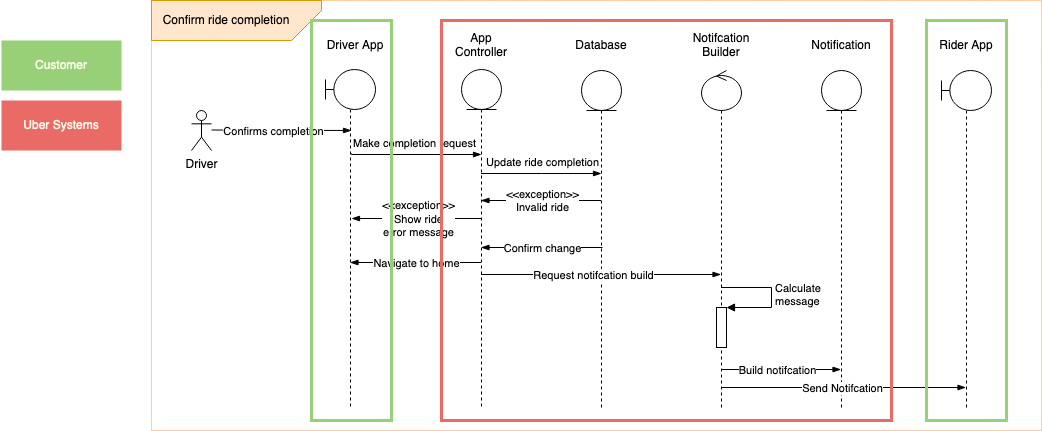 Confirm ride completion
Customer
Uber Systems
Driver App
App
Controller
Database
Notifcation
Builder
Notification
Rider App
Driver
Confirms completion
Make completion request
Update ride completion
<<exception>>
Invalid ride
<<exception>>
Show ride
error message
Confirm change
Navigate to home
Request notifcation build
Calculate
message
Build notifcation
Send Notifcation